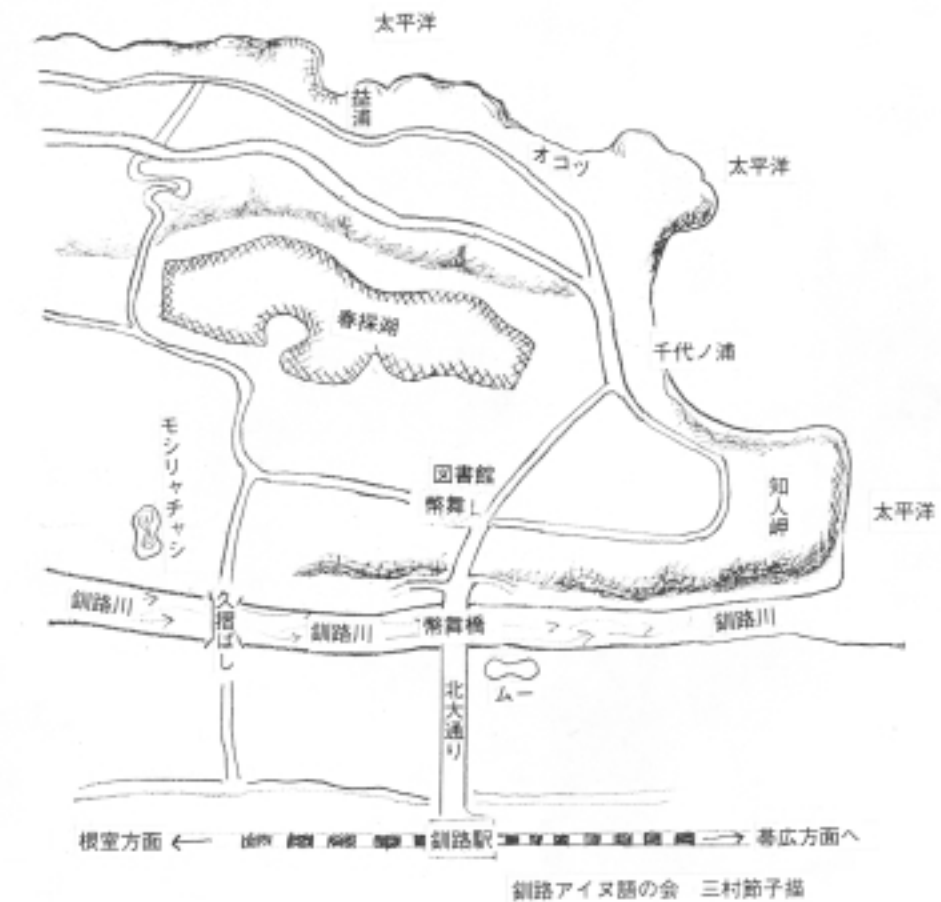 太平洋
益浦
オコツ
太平洋
春採湖
千代ノ浦
モシリャチャシ
図書館
幣舞
知人岬
太平洋
釧路川
久摺ばし
釧路川
幣舞橋
釧路川
ムー
北大通り
根室方面
釧路駅
帯広方面へ
釧路アイヌ語の会 三村節子描